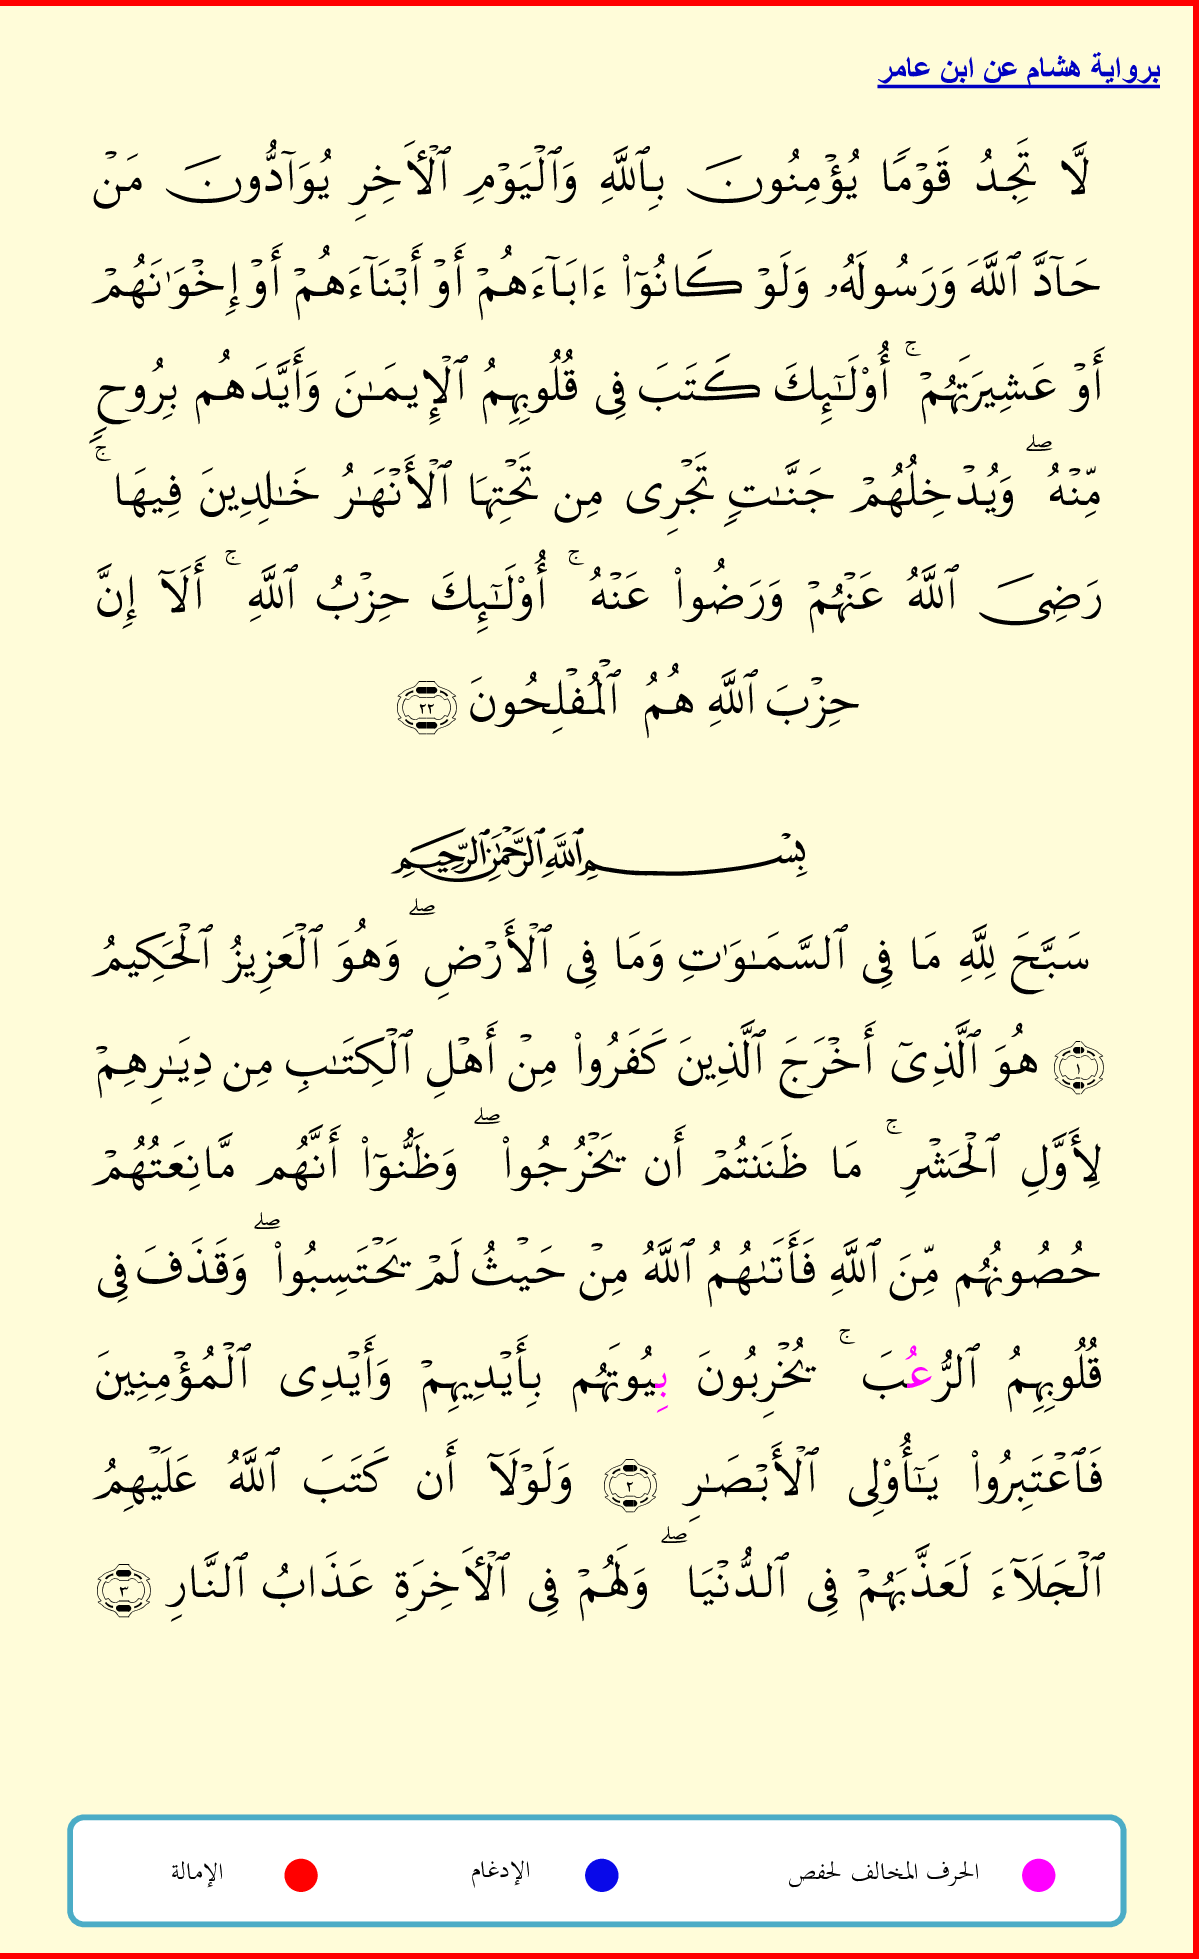 برواية هشام عن ابن عامر
لَّا تَجِدُ قَوْمًا يُؤْمِنُونَ بِٱللَّهِ وَٱلْيَوْمِ ٱلْأَخِرِ يُوَآدُّونَ مَنْ
حَآدَّ ٱللَّهَ وَرَسُولَهُۥ وَلَوْ كَانُوٓا۟ ءَابَآءَهُمْ أَوْ أَبْنَآءَهُمْ أَوْ إِخْوَٰنَهُمْ
أَوْ عَشِيرَتَهُمْ ۚ أُو۟لَـٰٓئِكَ كَتَبَ فِى قُلُوبِهِمُ ٱلْإِيمَـٰنَ وَأَيَّدَهُم بِرُوحٍ
مِّنْهُ ۖ وَيُدْخِلُهُمْ جَنَّـٰتٍ تَجْرِى مِن تَحْتِهَا ٱلْأَنْهَـٰرُ خَـٰلِدِينَ فِيهَا ۚ
رَضِىَ ٱللَّهُ عَنْهُمْ وَرَضُوا۟ عَنْهُ ۚ أُو۟لَـٰٓئِكَ حِزْبُ ٱللَّهِ ۚ أَلَآ إِنَّ
حِزْبَ ٱللَّهِ هُمُ ٱلْمُفْلِحُونَ ٢٢
بِسْمِ ٱللَّهِ ٱلرَّحْمَـٰنِ ٱلرَّحِيمِ
سَبَّحَ لِلَّهِ مَا فِى ٱلسَّمَـٰوَٰتِ وَمَا فِى ٱلْأَرْضِ ۖ وَهُوَ ٱلْعَزِيزُ ٱلْحَكِيمُ
١ هُوَ ٱلَّذِىٓ أَخْرَجَ ٱلَّذِينَ كَفَرُوا۟ مِنْ أَهْلِ ٱلْكِتَـٰبِ مِن دِيَـٰرِهِمْ
لِأَوَّلِ ٱلْحَشْرِ ۚ مَا ظَنَنتُمْ أَن يَخْرُجُوا۟ ۖ وَظَنُّوٓا۟ أَنَّهُم مَّانِعَتُهُمْ
حُصُونُهُم مِّنَ ٱللَّهِ فَأَتَىٰهُمُ ٱللَّهُ مِنْ حَيْثُ لَمْ يَحْتَسِبُوا۟ ۖ وَقَذَفَ فِى
قُلُوبِهِمُ ٱلرُّعُبَ ۚ يُخْرِبُونَ بِيُوتَهُم بِأَيْدِيهِمْ وَأَيْدِى ٱلْمُؤْمِنِينَ
فَٱعْتَبِرُوا۟ يَـٰٓأُو۟لِى ٱلْأَبْصَـٰرِ ٢ وَلَوْلَآ أَن كَتَبَ ٱللَّهُ عَلَيْهِمُ
ٱلْجَلَآءَ لَعَذَّبَهُمْ فِى ٱلدُّنْيَا ۖ وَلَهُمْ فِى ٱلْأَخِرَةِ عَذَابُ ٱلنَّارِ ٣
الحرف المخالف لحفص الإدغام الإمالة